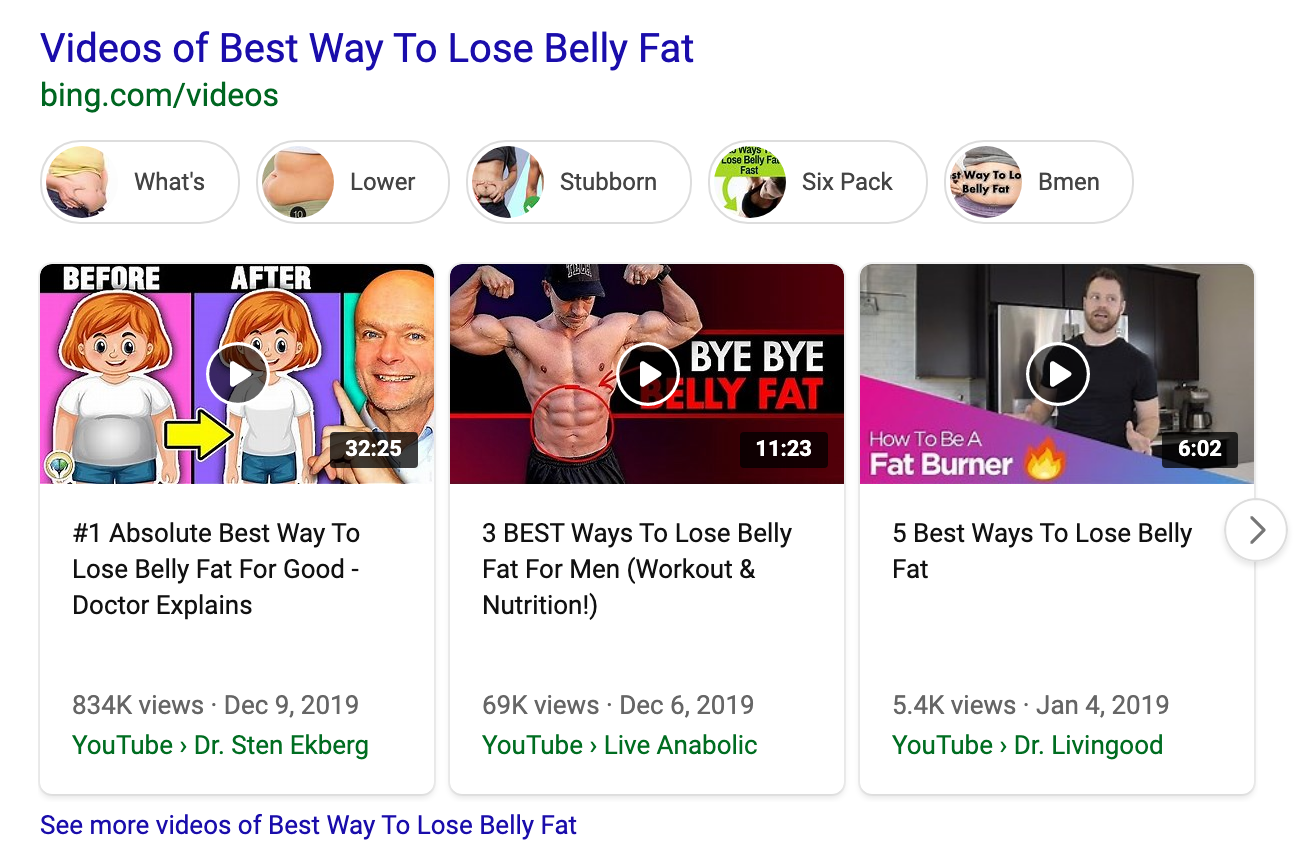 Videos of Best Way To Lose Belly Fat
bing.com/videos
What's
10
Lower
Stubborn
Ways
Lose Belly Fat
Fast
Six Pack
st Way To Lo
Belly Fat
Bmen
BEFORE AFTER
32:25
#1 Absolute Best Way To
Lose Belly Fat For Good -
Doctor Explains
834K views · Dec 9, 2019
YouTube › Dr. Sten Ekberg
BYE BYE
BELLY FAT
11:23
3 BEST Ways To Lose Belly
Fat For Men (Workout &
Nutrition!)
69K views · Dec 6, 2019
YouTube › Live Anabolic
How To Be A
Fat Burner
6:02
5 Best Ways To Lose Belly
Fat
5.4K views · Jan 4, 2019
YouTube › Dr. Livingood
See more videos of Best Way To Lose Belly Fat